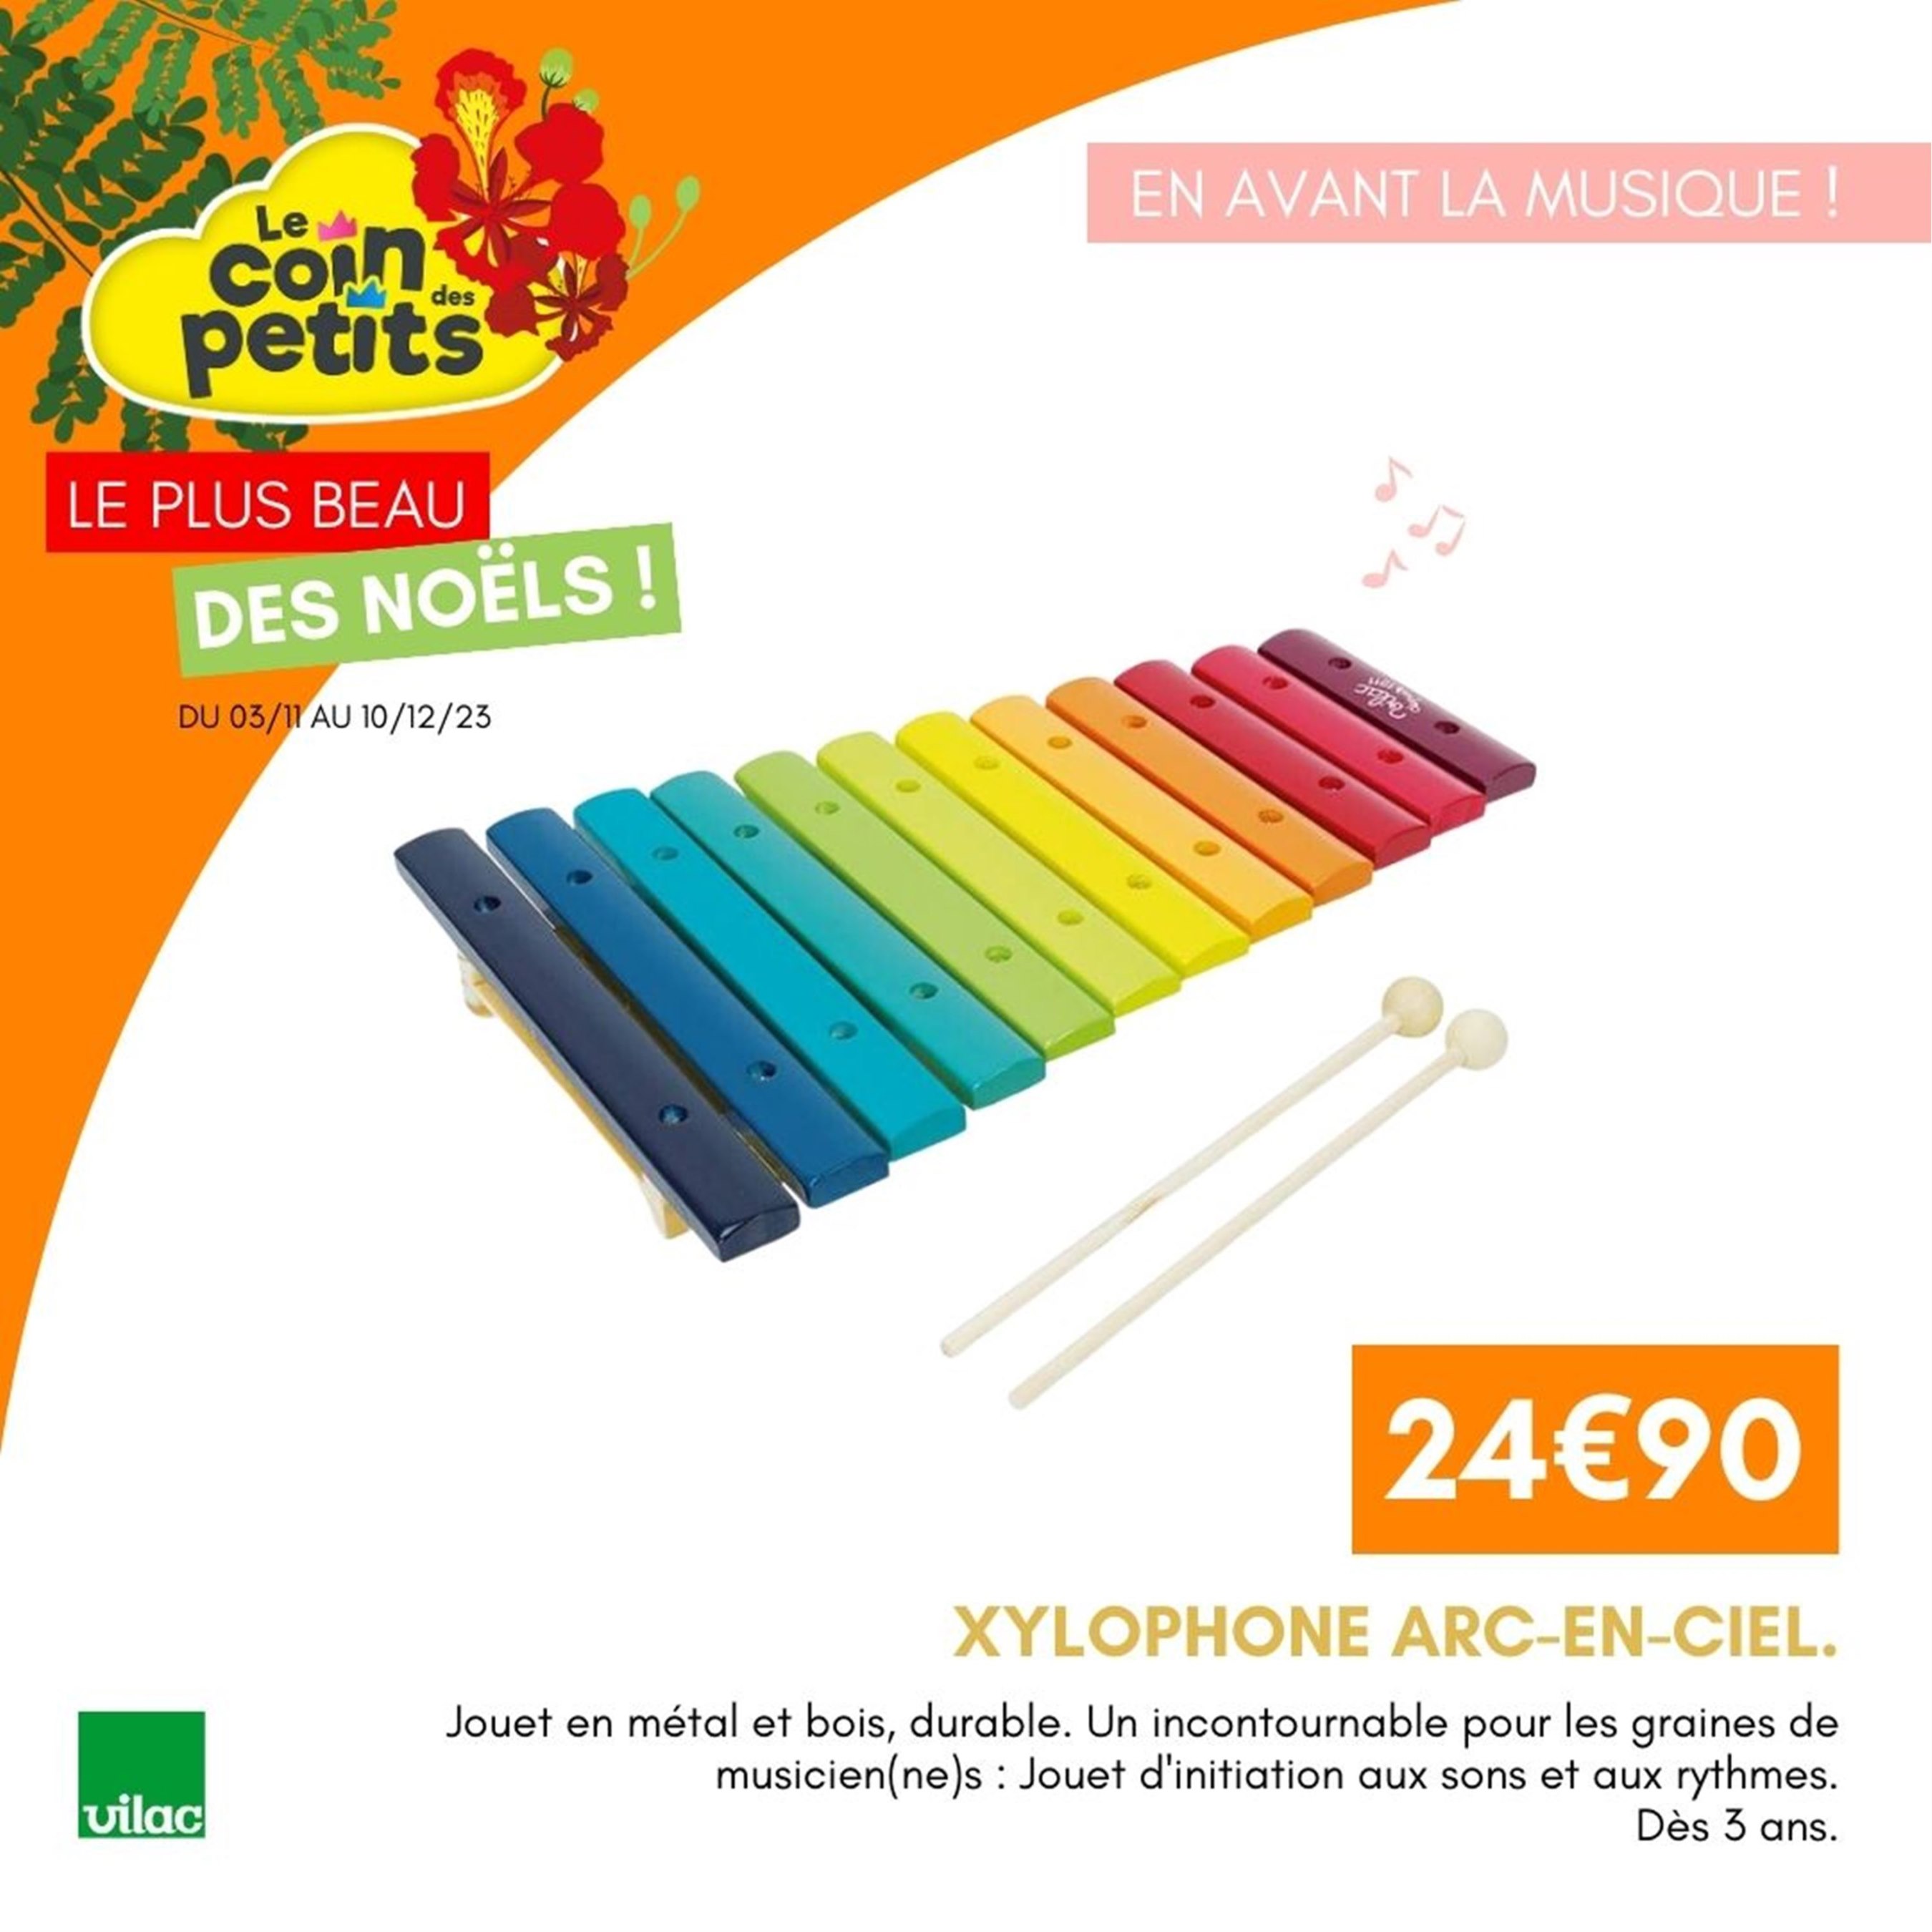 Le
coin
des
petits
EN AVANT LA MUSIQUE !
LE PLUS BEAU
DES NOËLS !
DU 03/11 AU 10/12/23
Vilac
24€90
XYLOPHONE ARC-EN-CIEL.
Jouet en métal et bois, durable. Un incontournable pour les graines de
musicien(ne)s : Jouet d'initiation aux sons et aux rythmes.
Dès 3 ans.
vilac